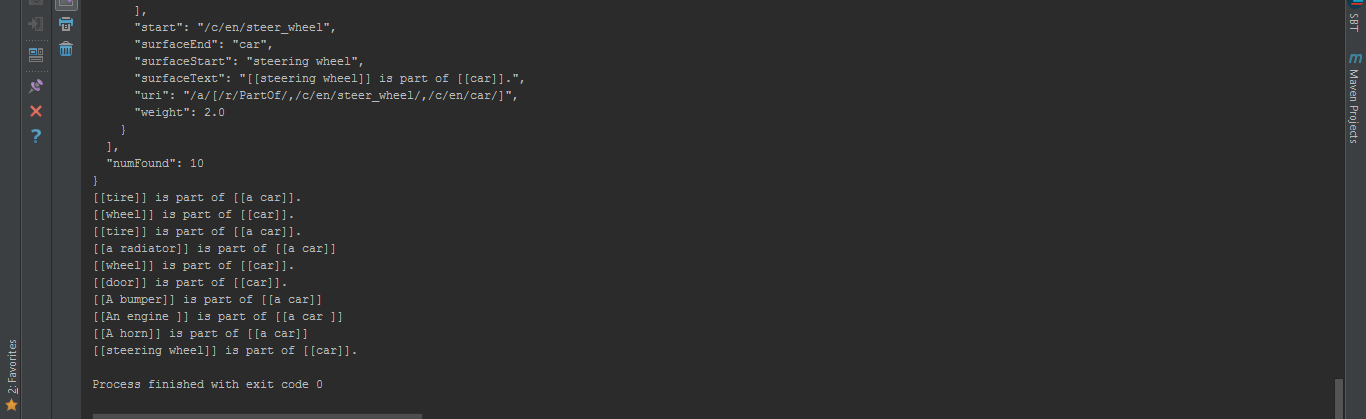 ],
"start": "/c/en/steer_wheel",
"surfaceEnd": "car",
"surfaceStart": "steering wheel",
"surfaceText": "[[steering wheel]] is part of [[car]].",
"uri": "/a/[/r/PartOf/,/c/en/steer_wheel/,/c/en/car/]",
"weight": 2.0
}
],
"numFound": 10
}
[[tire]] is part of [[a car]].
[[wheel]] is part of [[car]].
[[tire]] is part of [[a car]].
[[a radiator]] is part of [[a car]]
[[wheel]] is part of [[car]].
[[door]] is part of [[car]].
[[A bumper]] is part of [[a car]]
[[An engine ]] is part of [[a car ]]
[[A horn]] is part of [[a car]]
[[steering wheel]] is part of [[car]].
Process finished with exit code 0
2: Favorites
SBT
m Maven Projects